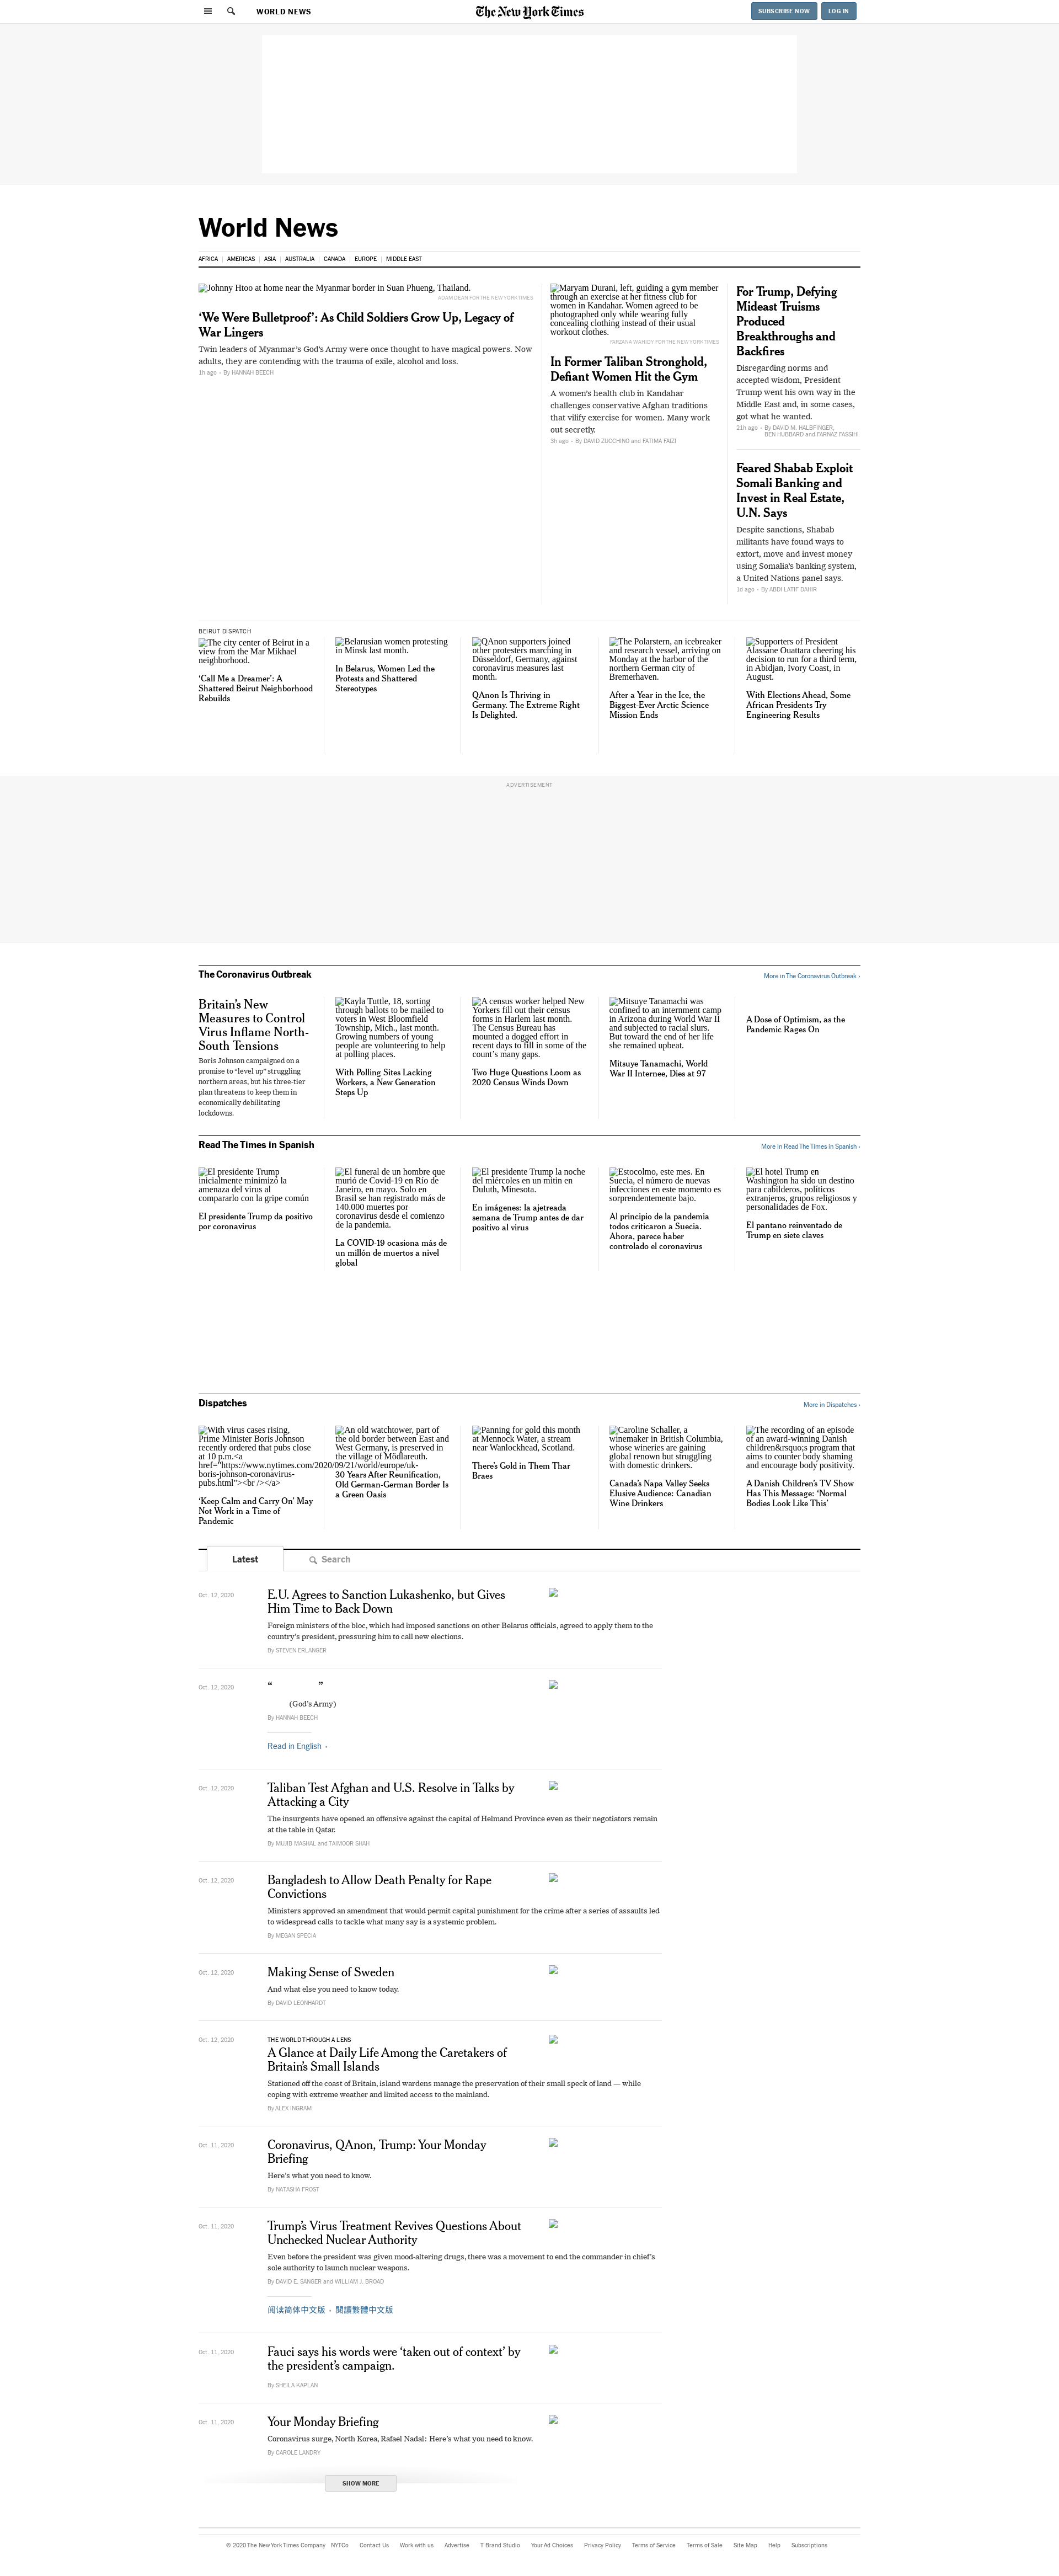 WORLD NEWS
The New York Times
SUBSCRIBE NOW
LOG IN
World News
AFRICA
AMERICAS
ASIA
AUSTRALIA
CANADA
EUROPE
MIDDLE EAST
Johnny Htoo at home near the Myanmar border in Suan Phueng, Thailand.
ADAM DEAN FOR THE NEW YORK TIMES
‘We Were Bulletproof’: As Child Soldiers Grow Up, Legacy of
War Lingers
Twin leaders of Myanmar’s God’s Army were once thought to have magical powers. Now
adults, they are contending with the trauma of exile, alcohol and loss.
1h ago - By HANNAH BEECH
Maryam Durani, left, guiding a gym member
through an exercise at her fitness club for
women in Kandahar. Women agreed to be
photographed only while wearing fully
concealing clothing instead of their usual
workout clothes.
FARZANA WAHIDY FOR THE NEW YORK TIMES
In Former Taliban Stronghold,
Defiant Women Hit the Gym
A women’s health club in Kandahar
challenges conservative Afghan traditions
that vilify exercise for women. Many work
out secretly.
3h ago - By DAVID ZUCCHINO and FATIMA FAIZI
For Trump, Defying
Mideast Truisms
Produced
Breakthroughs and
Backfires
Disregarding norms and
accepted wisdom, President
Trump went his own way in the
Middle East and, in some cases,
got what he wanted.
21h ago - By DAVID M. HALBFINGER,
BEN HUBBARD and FARNAZ FASSIHI
Feared Shabab Exploit
Somali Banking and
Invest in Real Estate,
U.N. Says
Despite sanctions, Shabab
militants have found ways to
extort, move and invest money
using Somalia’s banking system,
a United Nations panel says.
1d ago - By ABDI LATIF DAHIR
BEIRUT DISPATCH
The city center of Beirut in a
view from the Mar Mikhael
neighborhood.
‘Call Me a Dreamer’: A
Shattered Beirut Neighborhood
Rebuilds
Belarusian women protesting
in Minsk last month.
In Belarus, Women Led the
Protests and Shattered
Stereotypes
QAnon supporters joined
other protesters marching in
Düsseldorf, Germany, against
coronavirus measures last
month.
QAnon Is Thriving in
Germany. The Extreme Right
Is Delighted.
The Polarstern, an icebreaker
and research vessel, arriving on
Monday at the harbor of the
northern German city of
Bremerhaven.
After a Year in the Ice, the
Biggest-Ever Arctic Science
Mission Ends
Supporters of President
Alassane Ouattara cheering his
decision to run for a third term,
in Abidjan, Ivory Coast, in
August.
With Elections Ahead, Some
African Presidents Try
Engineering Results
ADVERTISEMENT
The Coronavirus Outbreak
More in The Coronavirus Outbreak ›
Britain’s New
Measures to Control
Virus Inflame North-
South Tensions
Boris Johnson campaigned on a
promise to “level up” struggling
northern areas, but his three-tier
plan threatens to keep them in
economically debilitating
lockdowns.
Kayla Tuttle, 18, sorting
through ballots to be mailed to
voters in West Bloomfield
Township, Mich., last month.
Growing numbers of young
people are volunteering to help
at polling places.
With Polling Sites Lacking
Workers, a New Generation
Steps Up
A census worker helped New
Yorkers fill out their census
forms in Harlem last month.
The Census Bureau has
mounted a dogged effort in
recent days to fill in some of the
count’s many gaps.
Two Huge Questions Loom as
2020 Census Winds Down
Mitsuye Tanamachi was
confined to an internment camp
in Arizona during World War II
and subjected to racial slurs.
But toward the end of her life
she remained upbeat.
Mitsuye Tanamachi, World
War II Internee, Dies at 97
A Dose of Optimism, as the
Pandemic Rages On
Read The Times in Spanish
More in Read The Times in Spanish ›
El presidente Trump
inicialmente minimizó la
amenaza del virus al
compararlo con la gripe común
El presidente Trump da positivo
por coronavirus
El funeral de un hombre que
murió de Covid-19 en Río de
Janeiro, en mayo. Solo en
Brasil se han registrado más de
140.000 muertes por
coronavirus desde el comienzo
de la pandemia.
La COVID-19 ocasiona más de
un millón de muertos a nivel
global
El presidente Trump la noche
del miércoles en un mitin en
Duluth, Minesota.
En imágenes: la ajetreada
semana de Trump antes de dar
positivo al virus
Estocolmo, este mes. En
Suecia, el número de nuevas
infecciones en este momento es
sorprendentemente bajo.
Al principio de la pandemia
todos criticaron a Suecia.
Ahora, parece haber
controlado el coronavirus
El hotel Trump en
Washington ha sido un destino
para cabilderos, políticos
extranjeros, grupos religiosos y
personalidades de Fox.
El pantano reinventado de
Trump en siete claves
Dispatches
More in Dispatches ›
With virus cases rising,
Prime Minister Boris Johnson
recently ordered that pubs close
at 10 p.m.<a
href="https://www.nytimes.com/2020/09/21/world/europe/uk-
boris-johnson-coronavirus-
pubs.html"><br /></a>
‘Keep Calm and Carry On’ May
Not Work in a Time of
Pandemic
An old watchtower, part of
the old border between East and
West Germany, is preserved in
the village of Mödlareuth.
30 Years After Reunification,
Old German-German Border Is
a Green Oasis
Panning for gold this month
at Mennock Water, a stream
near Wanlockhead, Scotland.
There’s Gold in Them Thar
Braes
Caroline Schaller, a
winemaker in British Columbia,
whose wineries are gaining
global renown but struggling
with domestic drinkers.
Canada’s Napa Valley Seeks
Elusive Audience: Canadian
Wine Drinkers
The recording of an episode
of an award-winning Danish
children&rsquo;s program that
aims to counter body shaming
and encourage body positivity.
A Danish Children’s TV Show
Has This Message: ‘Normal
Bodies Look Like This’
Latest
Search
Oct. 12, 2020
E.U. Agrees to Sanction Lukashenko, but Gives
Him Time to Back Down
Foreign ministers of the bloc, which had imposed sanctions on other Belarus officials, agreed to apply them to the
country’s president, pressuring him to call new elections.
By STEVEN ERLANGER
Oct. 12, 2020
“ ”
(God’s Army)
By HANNAH BEECH
Read in English -
Oct. 12, 2020
Taliban Test Afghan and U.S. Resolve in Talks by
Attacking a City
The insurgents have opened an offensive against the capital of Helmand Province even as their negotiators remain
at the table in Qatar.
By MUJIB MASHAL and TAIMOOR SHAH
Oct. 12, 2020
Bangladesh to Allow Death Penalty for Rape
Convictions
Ministers approved an amendment that would permit capital punishment for the crime after a series of assaults led
to widespread calls to tackle what many say is a systemic problem.
By MEGAN SPECIA
Oct. 12, 2020
Making Sense of Sweden
And what else you need to know today.
By DAVID LEONHARDT
Oct. 12, 2020
THE WORLD THROUGH A LENS
A Glance at Daily Life Among the Caretakers of
Britain’s Small Islands
Stationed off the coast of Britain, island wardens manage the preservation of their small speck of land — while
coping with extreme weather and limited access to the mainland.
By ALEX INGRAM
Oct. 11, 2020
Coronavirus, QAnon, Trump: Your Monday
Briefing
Here’s what you need to know.
By NATASHA FROST
Oct. 11, 2020
Trump’s Virus Treatment Revives Questions About
Unchecked Nuclear Authority
Even before the president was given mood-altering drugs, there was a movement to end the commander in chief’s
sole authority to launch nuclear weapons.
By DAVID E. SANGER and WILLIAM J. BROAD
阅读简体中文版 - 閱讀繁體中文版
Oct. 11, 2020
Fauci says his words were ‘taken out of context’ by
the president’s campaign.
By SHEILA KAPLAN
Oct. 11, 2020
Your Monday Briefing
Coronavirus surge, North Korea, Rafael Nadal: Here’s what you need to know.
By CAROLE LANDRY
SHOW MORE
© 2020 The New York Times Company
NYTCo
Contact Us
Work with us
Advertise
T Brand Studio
Your Ad Choices
Privacy Policy
Terms of Service
Terms of Sale
Site Map
Help
Subscriptions